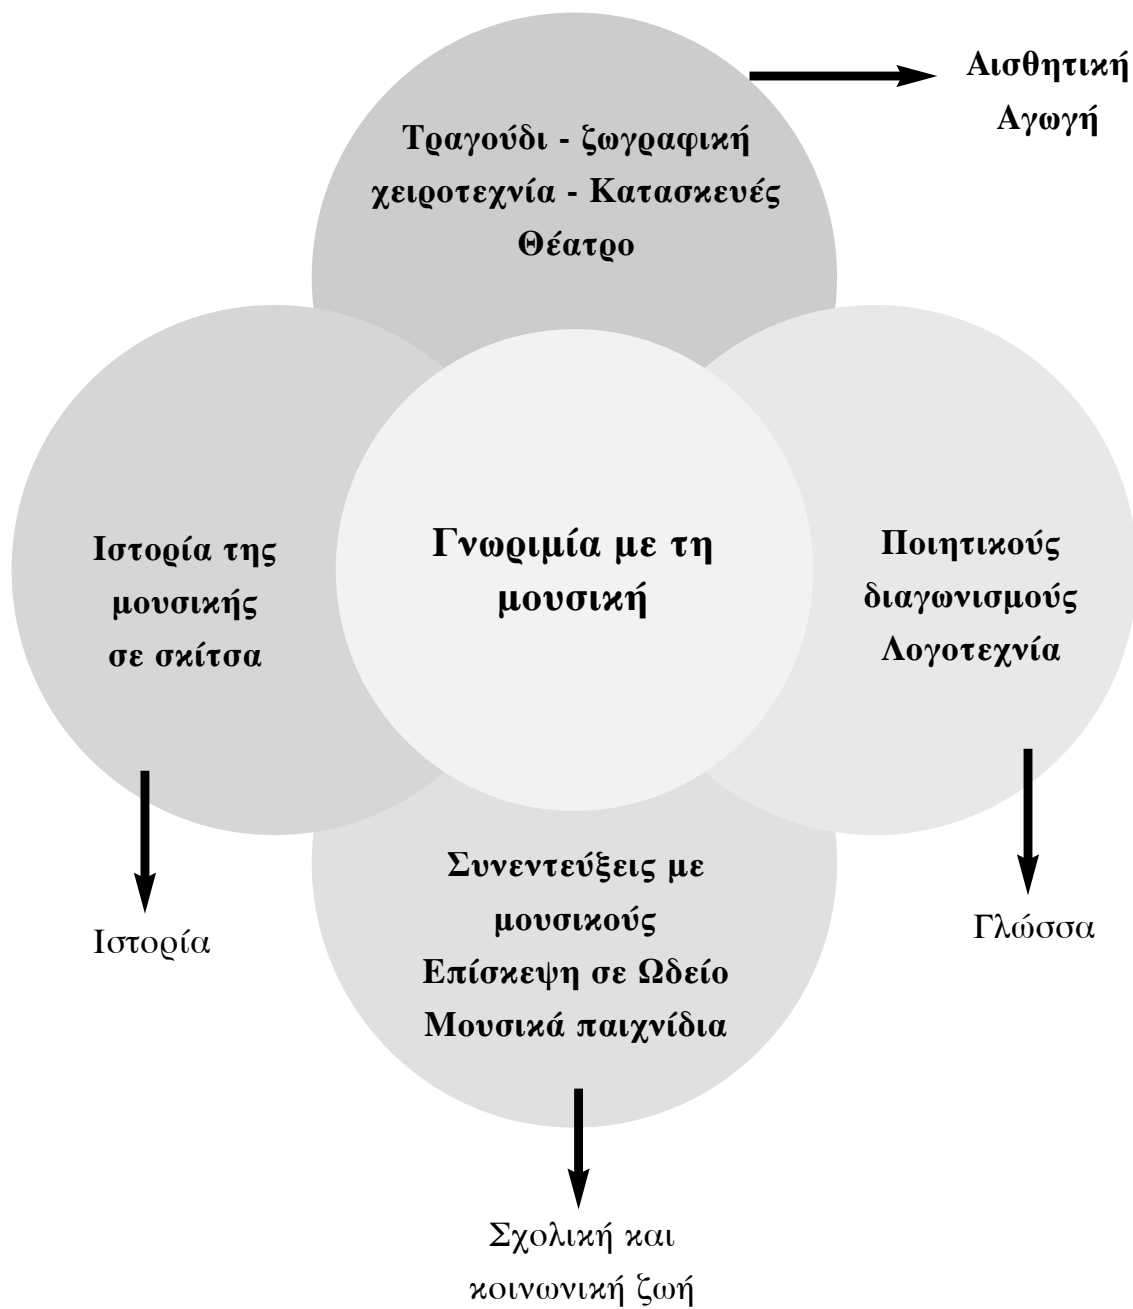 Αισθητική
Αγωγή
Τραγούδι - ζωγραφική
χειροτεχνία - Κατασκευές
Θέατρο
Ιστορία της
μουσικής
σε σκίτσα
Γνωριμία με τη
μουσική
Ποιητικούς
διαγωνισμούς
Λογοτεχνία
Συνεντεύξεις με
μουσικούς
Επίσκεψη σε Ωδείο
Μουσικά παιχνίδια
Ιστορία
Γλώσσα
Σχολική και
κοινωνική ζωή